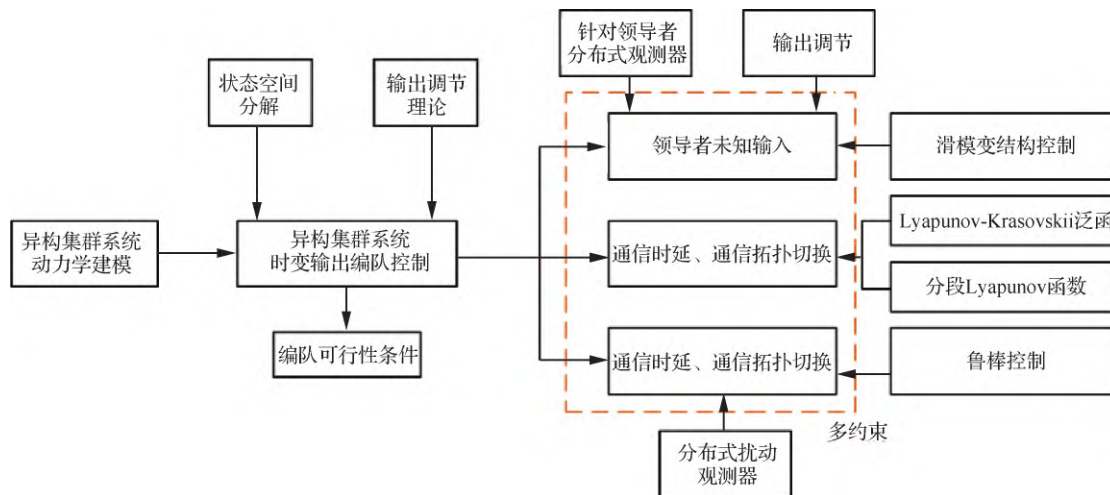 针对领导者
分布式观测器
输出调节
状态空间
分解
输出调节
理论
领导者未知输入
滑模变结构控制
异构集群系统
动力学建模
异构集群系统
时变输出编队控制
通信时延、通信拓扑切换
Lyapunov-Krasovskii泛函
分段Lyapunov函数
编队可行性条件
通信时延、通信拓扑切换
鲁棒控制
多约束
分布式扰动
观测器